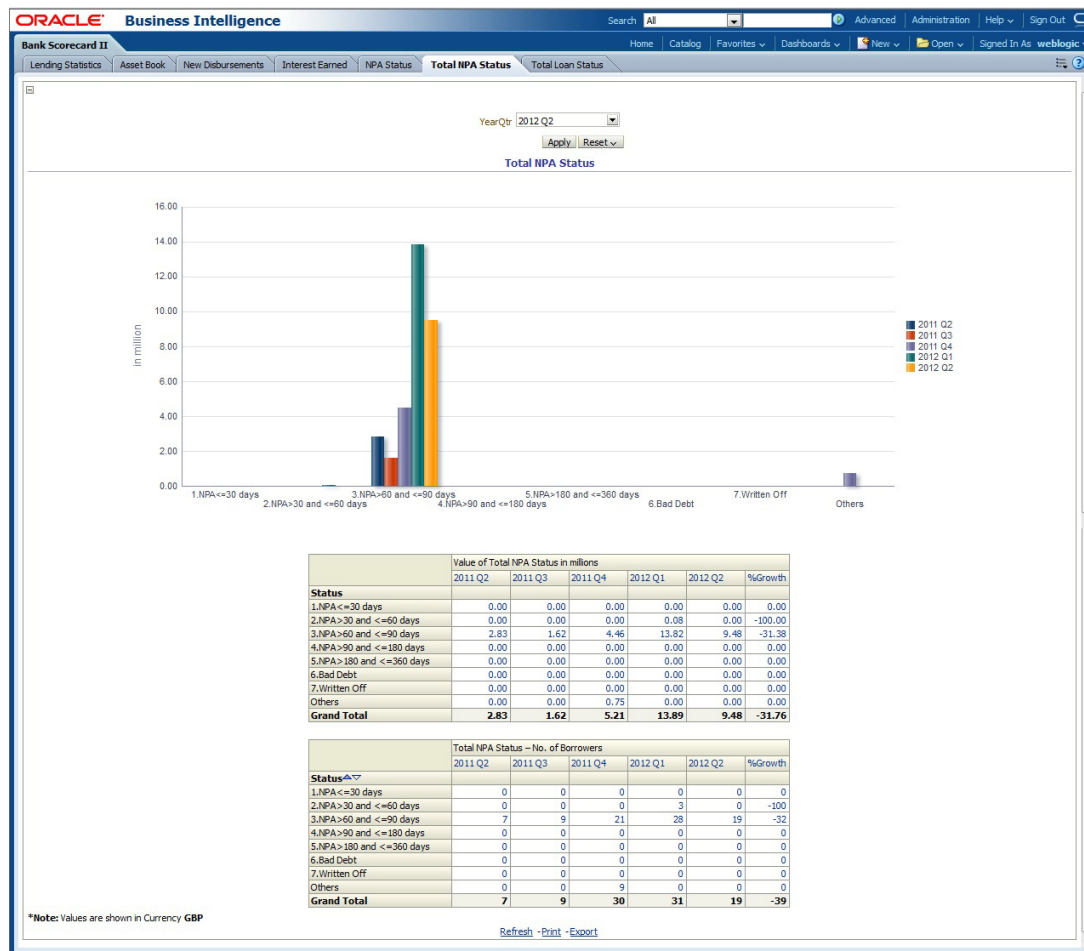 ORACLE Business Intelligence Search All Advanced Administration Help Sign Out
Bank Scorecard II Home Catalog Favorites Dashboards New Open Signed In As weblogic
Lending Statistics Asset Book New Disbursements Interest Earned NPA Status Total NPA Status Total Loan Status
YearQtr 2012 Q2
Apply Reset
Total NPA Status
16.00
14.00
12.00
10.00
8.00
6.00
4.00
2.00
0.00
in million
2011 Q2
2011 Q3
2011 Q4
2012 Q1
2012 Q2
1.NPA<=30 days 3.NPA>60 and <=90 days 5.NPA>180 and <=360 days 7.Written Off
2.NPA>30 and <=60 days 4.NPA>90 and <=180 days 6.Bad Debt Others
Value of Total NPA Status in millions
2011 Q2 2011 Q3 2011 Q4 2012 Q1 2012 Q2 %Growth
Status
1.NPA<=30 days 0.00 0.00 0.00 0.00 0.00 0.00
2.NPA>30 and <=60 days 0.00 0.00 0.00 0.08 0.00 -100.00
3.NPA>60 and <=90 days 2.83 1.62 4.46 13.82 9.48 -31.38
4.NPA>90 and <=180 days 0.00 0.00 0.00 0.00 0.00 0.00
5.NPA>180 and <=360 days 0.00 0.00 0.00 0.00 0.00 0.00
6.Bad Debt 0.00 0.00 0.00 0.00 0.00 0.00
7.Written Off 0.00 0.00 0.00 0.00 0.00 0.00
Others 0.00 0.00 0.75 0.00 0.00 0.00
Grand Total 2.83 1.62 5.21 13.89 9.48 -31.76
Total NPA Status – No. of Borrowers
2011 Q2 2011 Q3 2011 Q4 2012 Q1 2012 Q2 %Growth
Status
1.NPA<=30 days 0 0 0 0 0 0
2.NPA>30 and <=60 days 0 0 0 3 0 -100
3.NPA>60 and <=90 days 7 9 21 28 19 -32
4.NPA>90 and <=180 days 0 0 0 0 0 0
5.NPA>180 and <=360 days 0 0 0 0 0 0
6.Bad Debt 0 0 0 0 0 0
7.Written Off 0 0 0 0 0 0
Others 0 0 9 0 0 0
Grand Total 7 9 30 31 19 -39
*Note: Values are shown in Currency GBP
Refresh - Print - Export